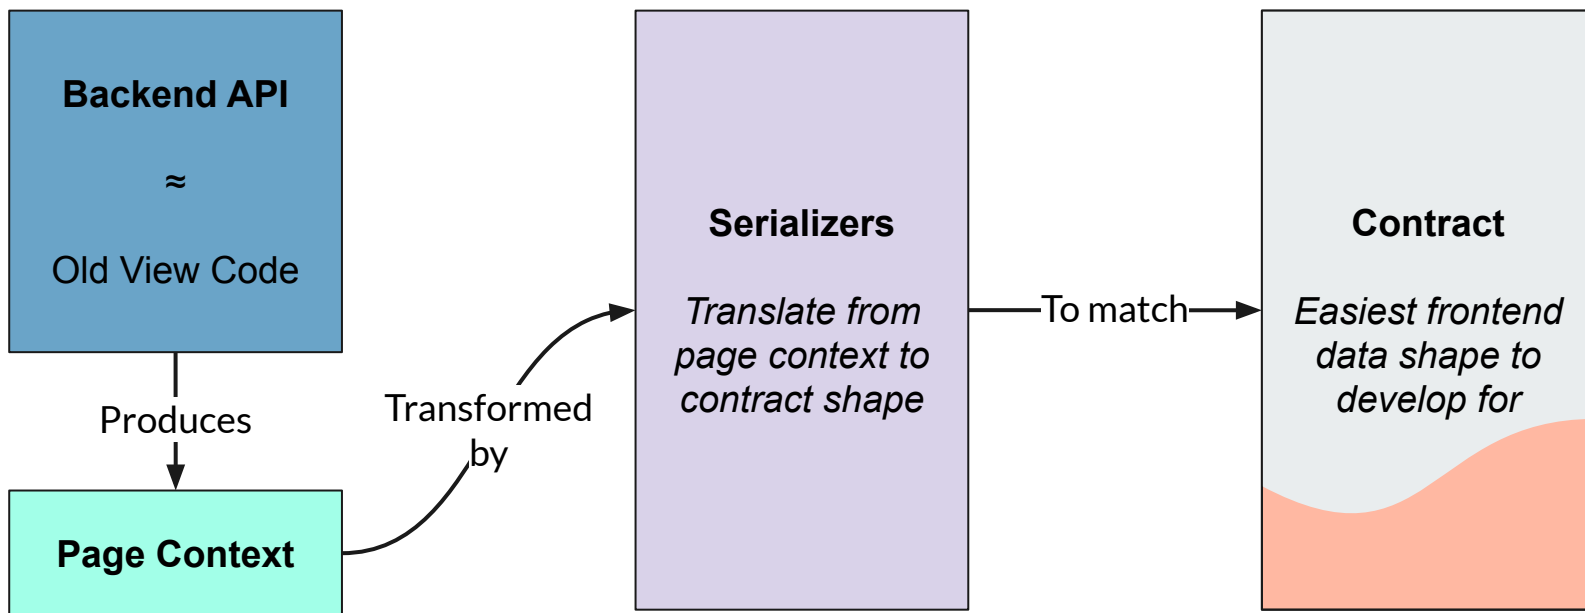 Backend API
≈
Old View Code
Produces
Page Context
Transformed
by
Serializers
Translate from
page context to
contract shape
To match
Contract
Easiest frontend
data shape to
develop for